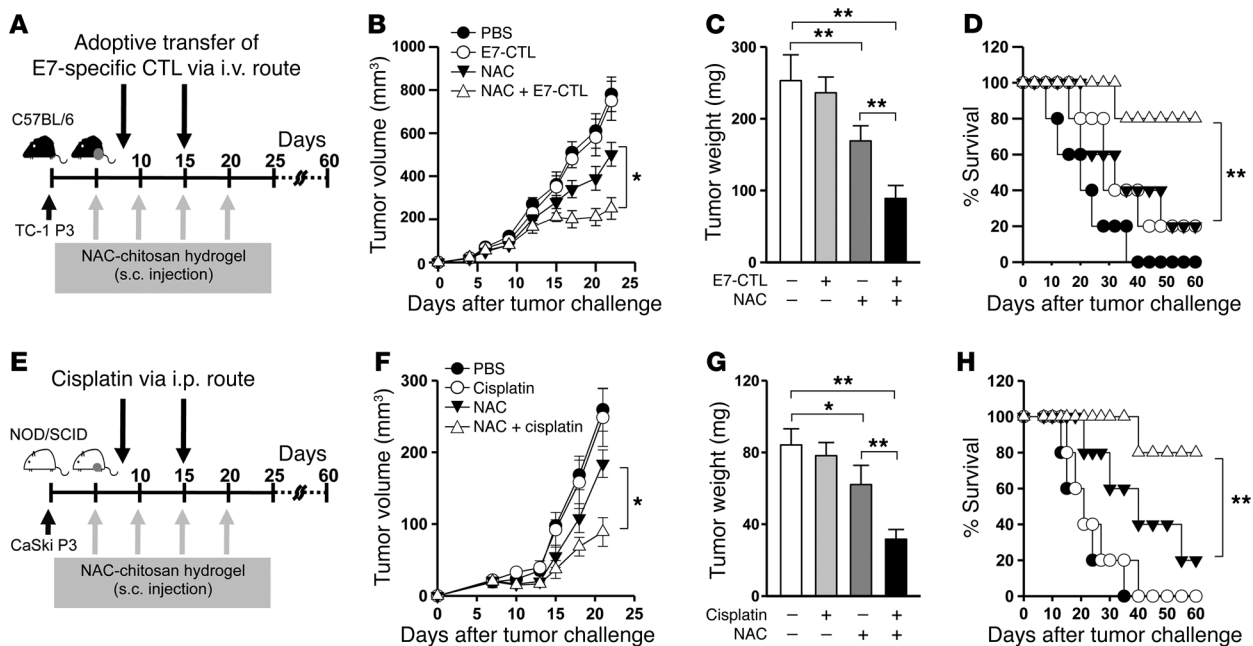 A
Adoptive transfer of
E7-specific CTL via i.v. route
C57BL/6
Days
10 15 20 25 60
TC-1 P3
NAC-chitosan hydrogel
(s.c. injection)
B
PBS
E7-CTL
NAC
NAC + E7-CTL
Tumor volume (mm³)
1000
800
600
400
200
0
*
0 5 10 15 20 25
Days after tumor challenge
C
**
**
**
Tumor weight (mg)
300
200
100
0
E7-CTL – + – +
NAC – – + +
D
% Survival
120
100
80
60
40
20
0
**
0 10 20 30 40 50 60
Days after tumor challenge
E
Cisplatin via i.p. route
NOD/SCID
Days
10 15 20 25 60
CaSki P3
NAC-chitosan hydrogel
(s.c. injection)
F
PBS
Cisplatin
NAC
NAC + cisplatin
Tumor volume (mm³)
300
200
100
0
*
0 5 10 15 20 25
Days after tumor challenge
G
**
*
**
Tumor weight (mg)
120
80
40
0
Cisplatin – + – +
NAC – – + +
H
% Survival
120
100
80
60
40
20
0
**
0 10 20 30 40 50 60
Days after tumor challenge